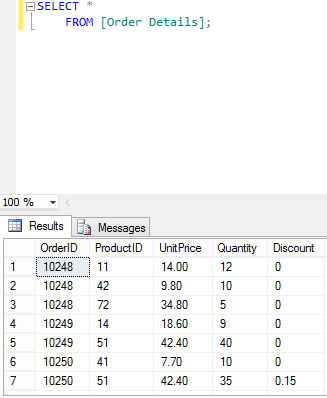 SELECT *
FROM [Order Details];
100 %
Results Messages
OrderID ProductID UnitPrice Quantity Discount
1 10248 11 14.00 12 0
2 10248 42 9.80 10 0
3 10248 72 34.80 5 0
4 10249 14 18.60 9 0
5 10249 51 42.40 40 0
6 10250 41 7.70 10 0
7 10250 51 42.40 35 0.15